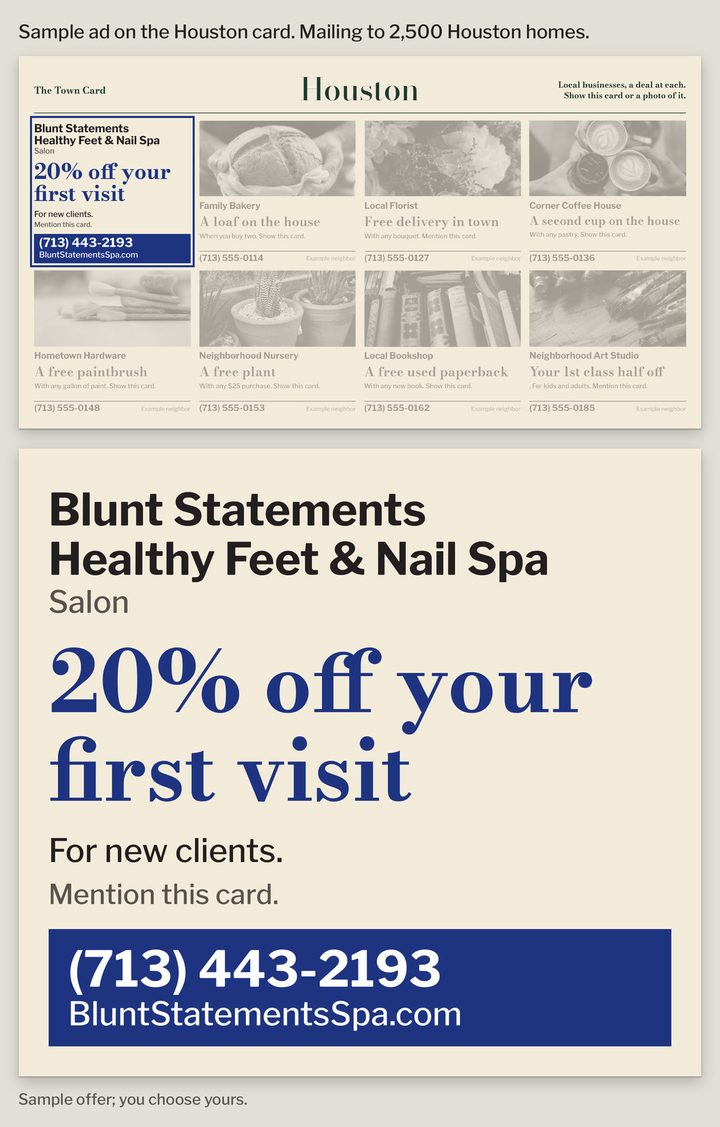 Sample ad on the Houston card. Mailing to 2,500 Houston homes.
The Town Card
Houston
Local businesses, a deal at each.
Show this card or a photo of it.
Blunt Statements
Healthy Feet & Nail Spa
Salon
20% off your
first visit
For new clients.
Mention this card.
(713) 443-2193
BluntStatementsSpa.com
Family Bakery
A loaf on the house
When you buy two. Show this card.
(713) 555-0114
Example neighbor
Local Florist
Free delivery in town
With any bouquet. Mention this card.
(713) 555-0127
Example neighbor
Corner Coffee House
A second cup on the house
With any pastry. Show this card.
(713) 555-0136
Example neighbor
Hometown Hardware
A free paintbrush
With any gallon of paint. Show this card.
(713) 555-0148
Example neighbor
Neighborhood Nursery
A free plant
With any $25 purchase. Show this card.
(713) 555-0153
Example neighbor
Local Bookshop
A free used paperback
With any new book. Show this card.
(713) 555-0162
Example neighbor
Neighborhood Art Studio
Your 1st class half off
For kids and adults. Mention this card.
(713) 555-0185
Example neighbor
Blunt Statements
Healthy Feet & Nail Spa
Salon
20% off your
first visit
For new clients.
Mention this card.
(713) 443-2193
BluntStatementsSpa.com
Sample offer; you choose yours.